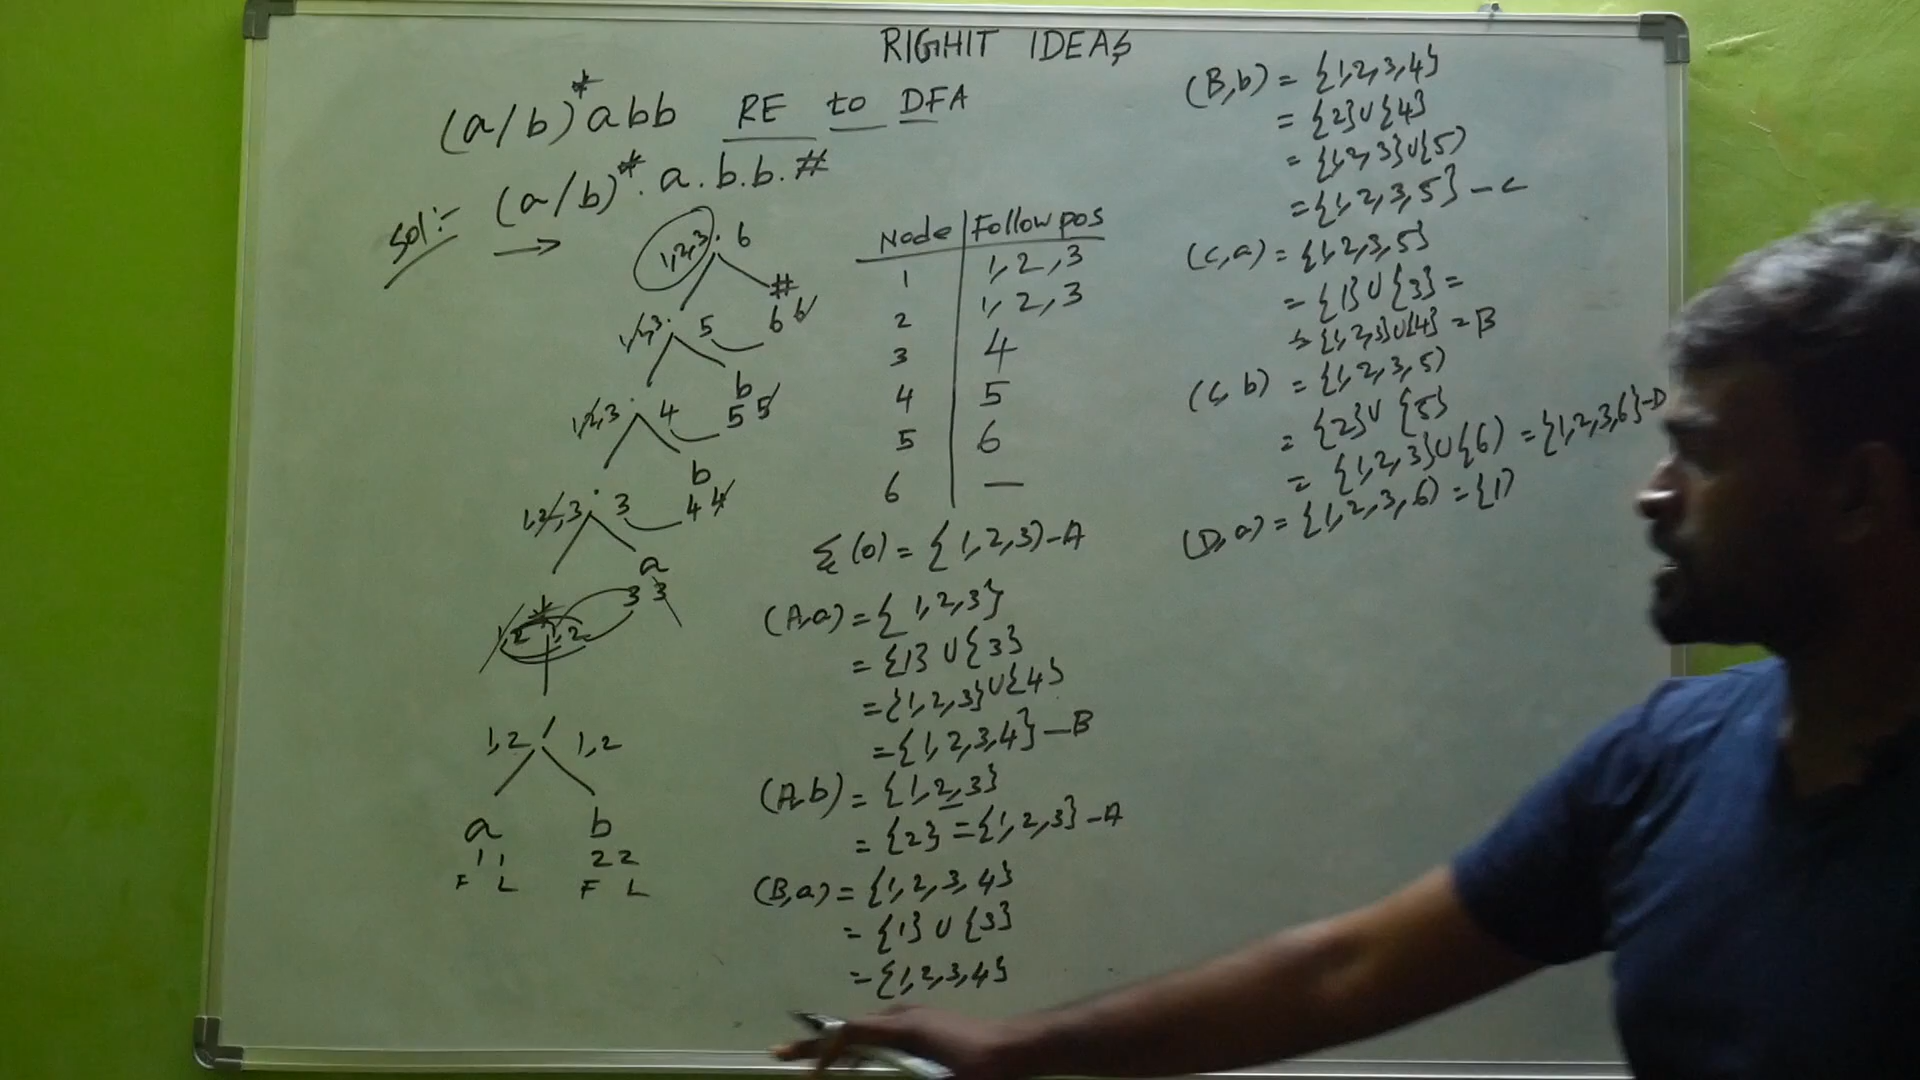 RIGHIT IDEAS
(a/b)*abb RE to DFA
Sol:- (a/b)*.a.b.b.#
→
1,2,3 . 6
#
6 6
1,2,3 . 5
b
5 5
1,2,3 . 4
b
4 4
1,2,3 . 3
a
3 3
*
1,2 1,2
1,2 / 1,2
a b
1 1 2 2
F L F L
Node Follow pos
1 1,2,3
2 1,2,3
3 4
4 5
5 6
6 —
Σ(0) = {1,2,3) - A
(A,a) = { 1,2,3}
= {1} ∪ {3}
= {1,2,3} ∪ {4}
= {1,2,3,4} — B
(A,b) = {1,2,3}
= {2} = {1,2,3} - A
(B,a) = {1,2,3,4}
= {1} ∪ {3}
= {1,2,3,4}
(B,b) = {1,2,3,4}
= {2} ∪ {4}
= {1,2,3} ∪ {5)
= {1,2,3,5} - C
(C,a) = {1,2,3,5}
= {1} ∪ {3} =
= {1,2,3} ∪ {4} = B
(C,b) = {1,2,3,5)
= {2} ∪ {5}
= {1,2,3} ∪ {6) = {1,2,3,6} - D
(D,a) = {1,2,3,6) = {1)